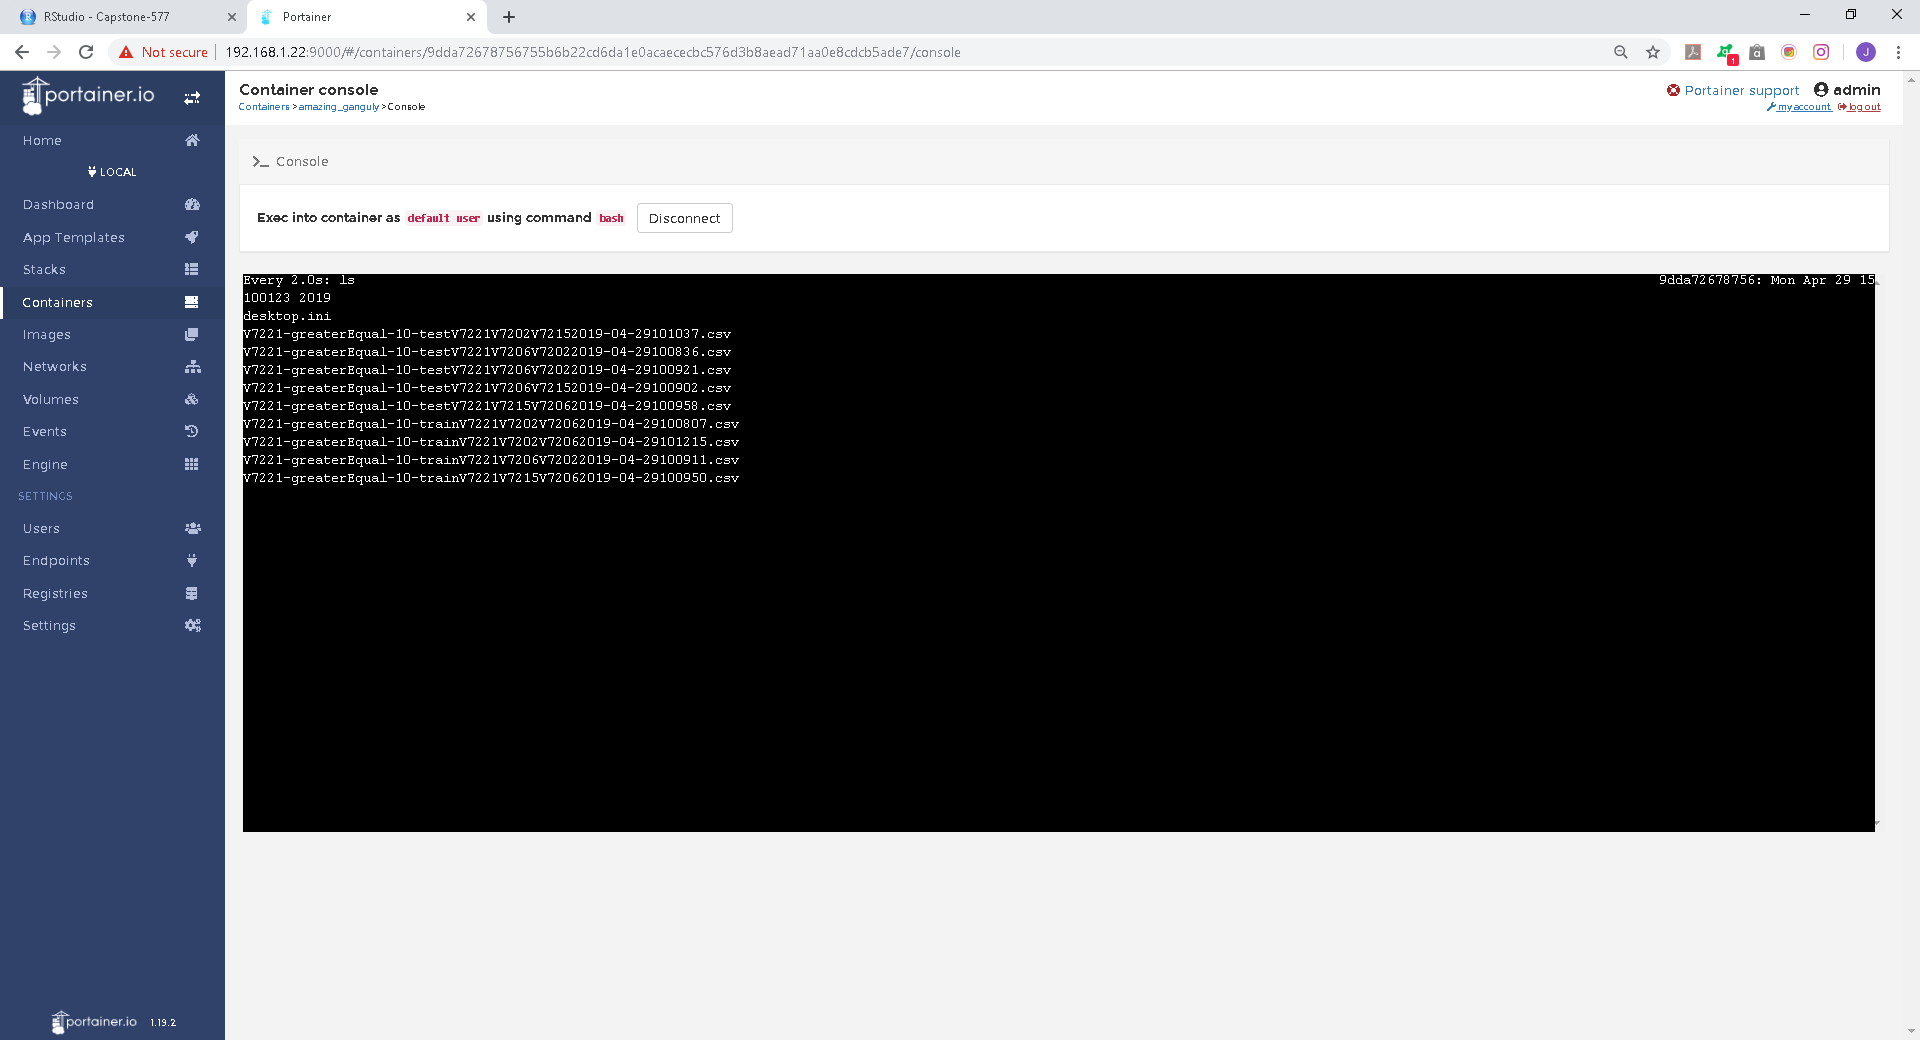 RStudio - Capstone-577
Portainer
Not secure
192.168.1.22:9000/#/containers/9dda72678756755b6b22cd6da1e0acaececbc576d3b8aead71aa0e8cdcb5ade7/console
1
J
portainer.io
Container console
Containers > amazing_ganguly > Console
Portainer support
admin
my account
log out
Home
LOCAL
Dashboard
App Templates
Stacks
Containers
Images
Networks
Volumes
Events
Engine
SETTINGS
Users
Endpoints
Registries
Settings
portainer.io 1.19.2
>_ Console
Exec into container as default user using command bash Disconnect
Every 2.0s: ls 9dda72678756: Mon Apr 29 15
100123 2019
desktop.ini
V7221-greaterEqual-10-testV7221V7202V72152019-04-29101037.csv
V7221-greaterEqual-10-testV7221V7206V72022019-04-29100836.csv
V7221-greaterEqual-10-testV7221V7206V72022019-04-29100921.csv
V7221-greaterEqual-10-testV7221V7206V72152019-04-29100902.csv
V7221-greaterEqual-10-testV7221V7215V72062019-04-29100958.csv
V7221-greaterEqual-10-trainV7221V7202V72062019-04-29100807.csv
V7221-greaterEqual-10-trainV7221V7202V72062019-04-29101215.csv
V7221-greaterEqual-10-trainV7221V7206V72022019-04-29100911.csv
V7221-greaterEqual-10-trainV7221V7215V72062019-04-29100950.csv